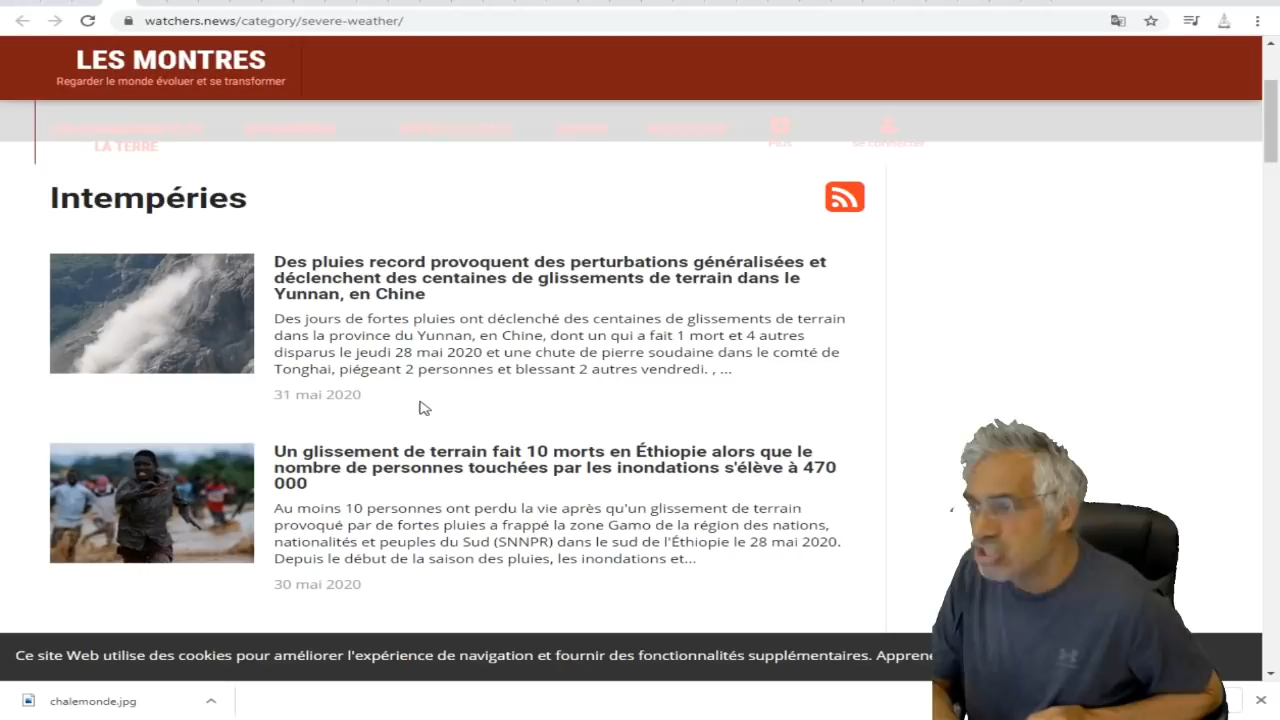 watchers.news/category/severe-weather/
LES MONTRES
Regarder le monde évoluer et se transformer
LA TERRE
Plus
se connecter
Intempéries
Des pluies record provoquent des perturbations généralisées et
déclenchent des centaines de glissements de terrain dans le
Yunnan, en Chine
Des jours de fortes pluies ont déclenché des centaines de glissements de terrain
dans la province du Yunnan, en Chine, dont un qui a fait 1 mort et 4 autres
disparus le jeudi 28 mai 2020 et une chute de pierre soudaine dans le comté de
Tonghai, piégeant 2 personnes et blessant 2 autres vendredi. , ...
31 mai 2020
Un glissement de terrain fait 10 morts en Éthiopie alors que le
nombre de personnes touchées par les inondations s'élève à 470
000
Au moins 10 personnes ont perdu la vie après qu'un glissement de terrain
provoqué par de fortes pluies a frappé la zone Gamo de la région des nations,
nationalités et peuples du Sud (SNNPR) dans le sud de l'Éthiopie le 28 mai 2020.
Depuis le début de la saison des pluies, les inondations et...
30 mai 2020
Ce site Web utilise des cookies pour améliorer l'expérience de navigation et fournir des fonctionnalités supplémentaires.
chalemonde.jpg